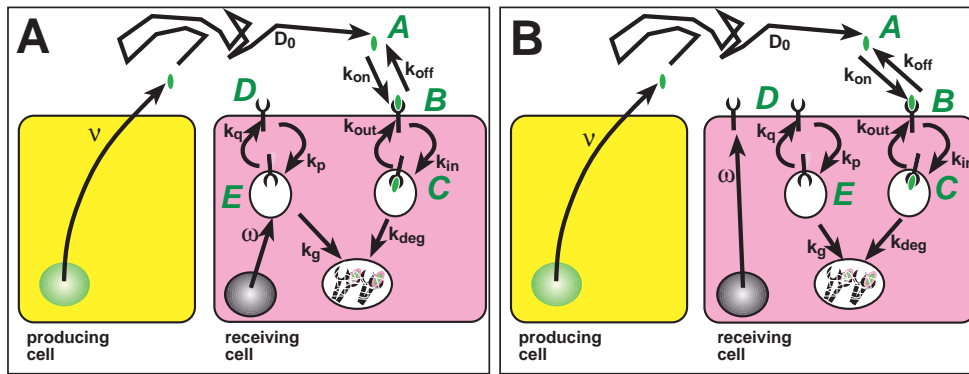 A
D0
A
kon
koff
D
B
ν
kq
kp
kout
kin
E
C
ω
kg
kdeg
producing
cell
receiving
cell
B
D0
A
kon
koff
D
B
ν
kq
kp
kout
kin
ω
E
C
kg
kdeg
producing
cell
receiving
cell